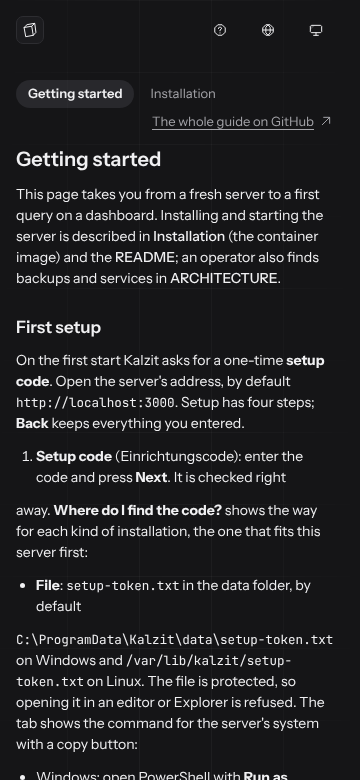 Getting started
Installation
The whole guide on GitHub
Getting started
This page takes you from a fresh server to a first
query on a dashboard. Installing and starting the
server is described in Installation (the container
image) and the README; an operator also finds
backups and services in ARCHITECTURE.
First setup
On the first start Kalzit asks for a one-time setup
code. Open the server's address, by default
http://localhost:3000. Setup has four steps;
Back keeps everything you entered.
1. Setup code (Einrichtungscode): enter the
code and press Next. It is checked right
away. Where do I find the code? shows the way
for each kind of installation, the one that fits this
server first:
• File: setup-token.txt in the data folder, by
default
C:\ProgramData\Kalzit\data\setup-token.txt
on Windows and /var/lib/kalzit/setup-
token.txt on Linux. The file is protected, so
opening it in an editor or Explorer is refused. The
tab shows the command for the server's system
with a copy button:
• Windows: open PowerShell with Run as